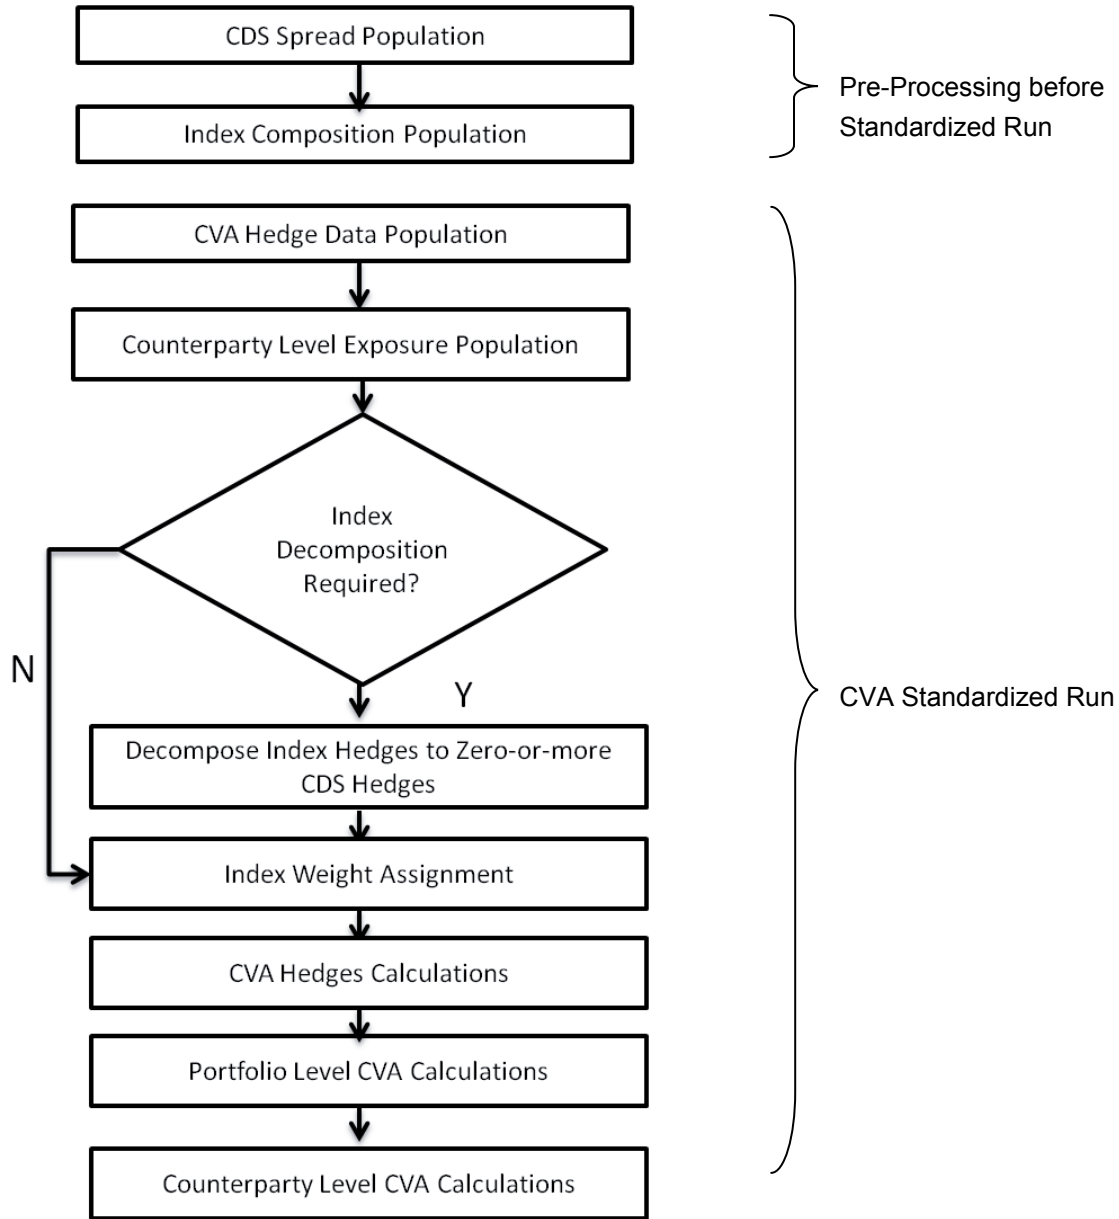 CDS Spread Population
Index Composition Population
Pre-Processing before
Standardized Run
CVA Hedge Data Population
Counterparty Level Exposure Population
Index
Decomposition
Required?
N
Y
CVA Standardized Run
Decompose Index Hedges to Zero-or-more
CDS Hedges
Index Weight Assignment
CVA Hedges Calculations
Portfolio Level CVA Calculations
Counterparty Level CVA Calculations